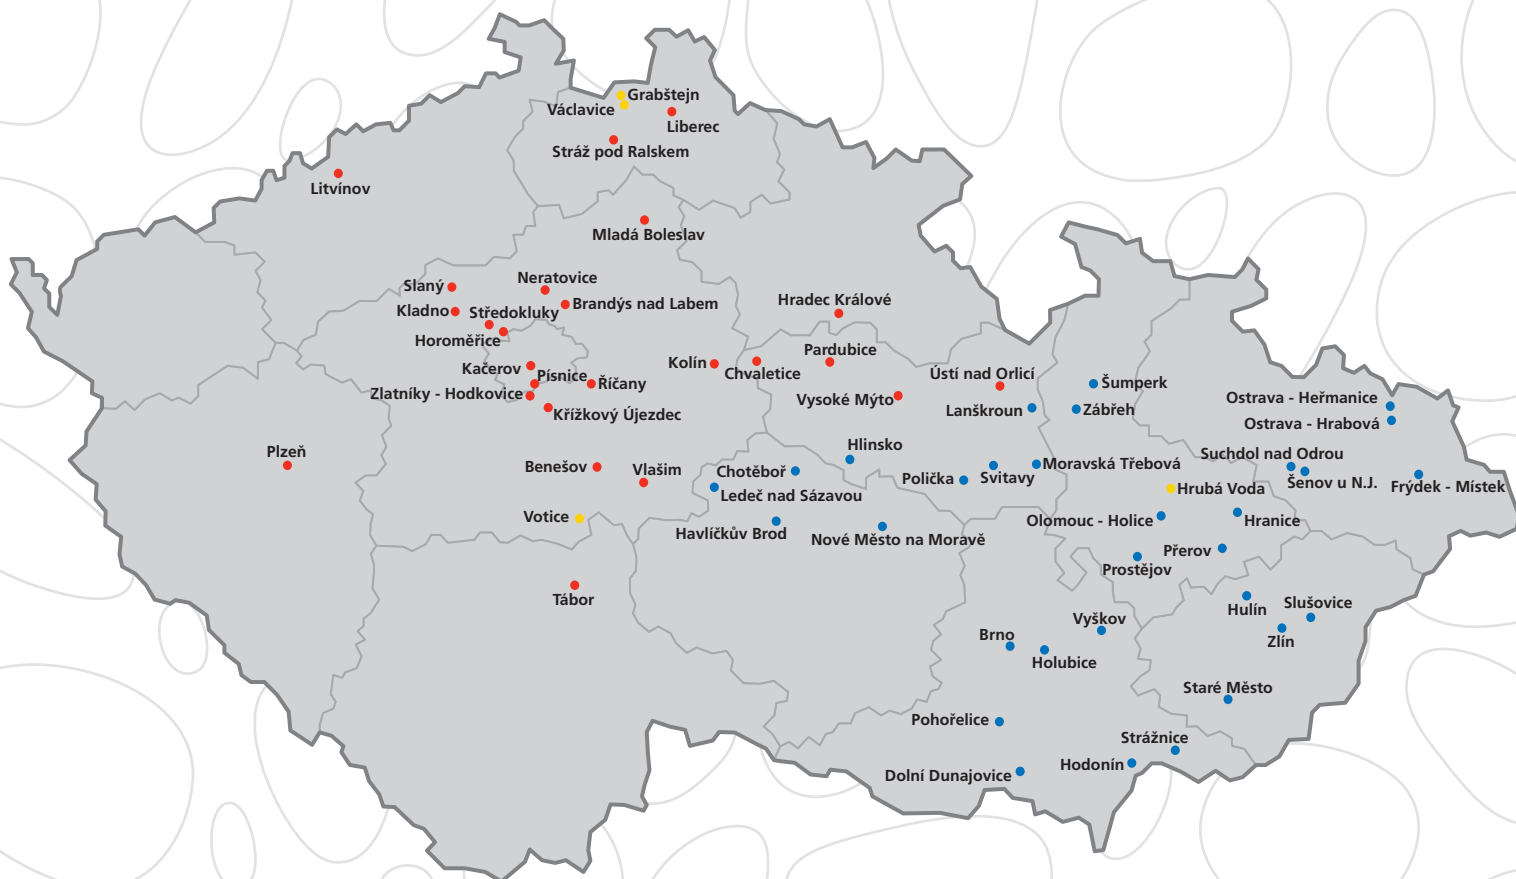 Grabštejn
Václavice
Liberec
Stráž pod Ralskem
Litvínov
Mladá Boleslav
Neratovice
Slaný
Brandýs nad Labem
Hradec Králové
Kladno
Středokluky
Horoměřice
Pardubice
Kolín
Kačerov
Chvaletice
Ústí nad Orlicí
Písnice
Říčany
Šumperk
Zlatníky - Hodkovice
Vysoké Mýto
Ostrava - Heřmanice
Lanškroun
Zábřeh
Křížkový Újezdec
Ostrava - Hrabová
Hlinsko
Plzeň
Suchdol nad Odrou
Moravská Třebová
Benešov
Vlašim
Chotěboř
Polička
Svitavy
Šenov u N.J.
Frýdek - Místek
Hrubá Voda
Ledeč nad Sázavou
Votice
Olomouc - Holice
Hranice
Havlíčkův Brod
Nové Město na Moravě
Přerov
Prostějov
Tábor
Slušovice
Hulín
Vyškov
Brno
Zlín
Holubice
Staré Město
Pohořelice
Strážnice
Hodonín
Dolní Dunajovice